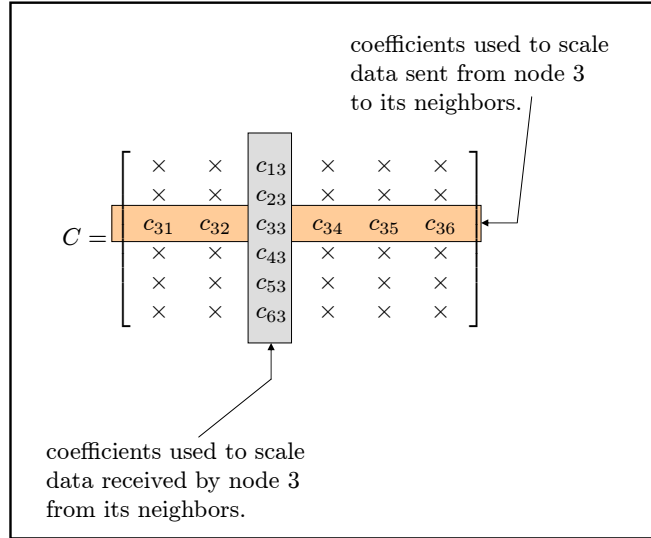 coefficients used to scale
data sent from node 3
to its neighbors.
× × c₁₃ × × ×
× × c₂₃ × × ×
C = c₃₁ c₃₂ c₃₃ c₃₄ c₃₅ c₃₆
× × c₄₃ × × ×
× × c₅₃ × × ×
× × c₆₃ × × ×
coefficients used to scale
data received by node 3
from its neighbors.